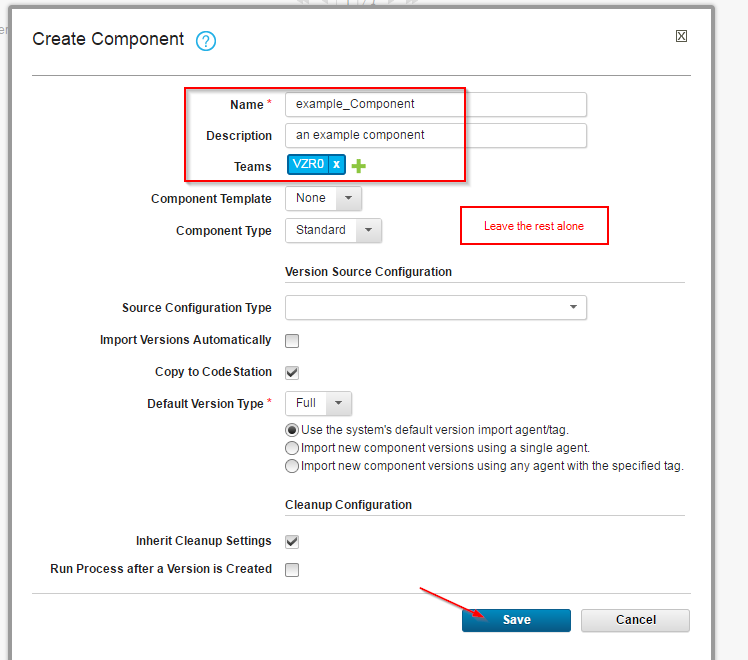 Create Component ?
X
Name * example_Component
Description an example component
Teams VZR0 x
Component Template None
Component Type Standard
Leave the rest alone
Version Source Configuration
Source Configuration Type
Import Versions Automatically
Copy to CodeStation
Default Version Type * Full
Use the system's default version import agent/tag.
Import new component versions using a single agent.
Import new component versions using any agent with the specified tag.
Cleanup Configuration
Inherit Cleanup Settings
Run Process after a Version is Created
Save Cancel